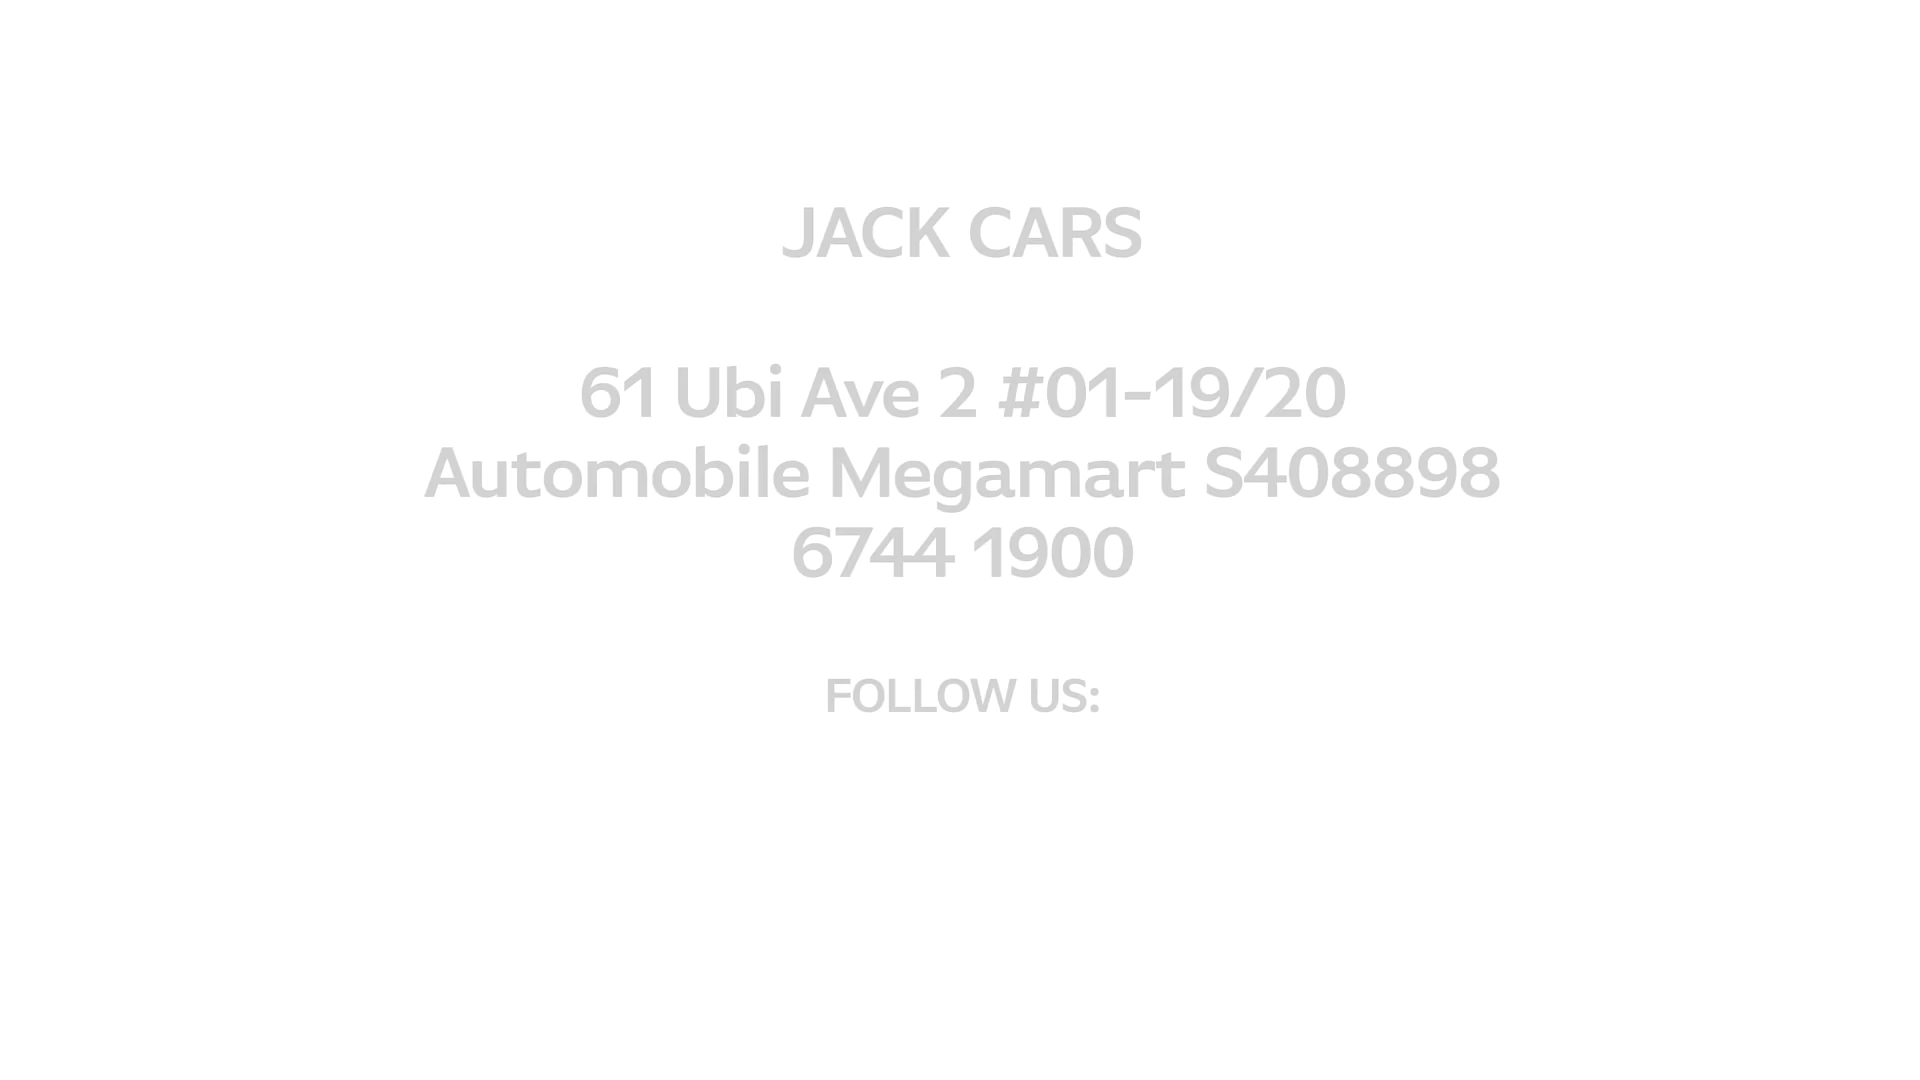 JACK CARS
61 Ubi Ave 2 #01-19/20
Automobile Megamart S408898
6744 1900
FOLLOW US: